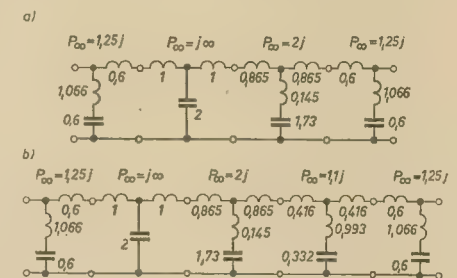 a)
P∞=1,25j P∞=j∞ P∞=2j P∞=1,25j
0,6 1 1 0,865 0,865 0,6
1,066 0,145 1,066
0,6 2 1,73 0,6
b)
P∞=1,25j P∞=j∞ P∞=2j P∞=1,1j P∞=1,25j
0,6 1 1 0,865 0,865 0,416 0,416 0,6
1,066 0,145 0,993 1,066
0,6 2 1,73 0,332 0,6